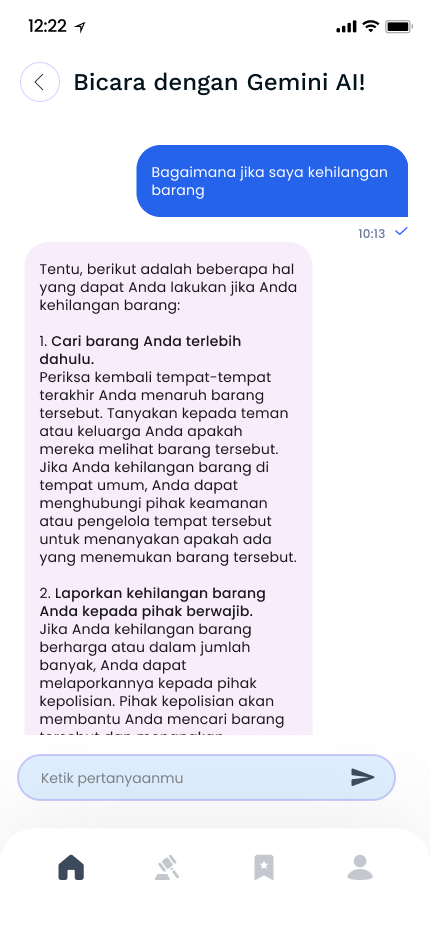 12:22
Bicara dengan Gemini AI!
Bagaimana jika saya kehilangan
barang
10:13
Tentu, berikut adalah beberapa hal
yang dapat Anda lakukan jika Anda
kehilangan barang:
1. Cari barang Anda terlebih
dahulu.
Periksa kembali tempat-tempat
terakhir Anda menaruh barang
tersebut. Tanyakan kepada teman
atau keluarga Anda apakah
mereka melihat barang tersebut.
Jika Anda kehilangan barang di
tempat umum, Anda dapat
menghubungi pihak keamanan
atau pengelola tempat tersebut
untuk menanyakan apakah ada
yang menemukan barang tersebut.
2. Laporkan kehilangan barang
Anda kepada pihak berwajib.
Jika Anda kehilangan barang
berharga atau dalam jumlah
banyak, Anda dapat
melaporkannya kepada pihak
kepolisian. Pihak kepolisian akan
membantu Anda mencari barang
Ketik pertanyaanmu